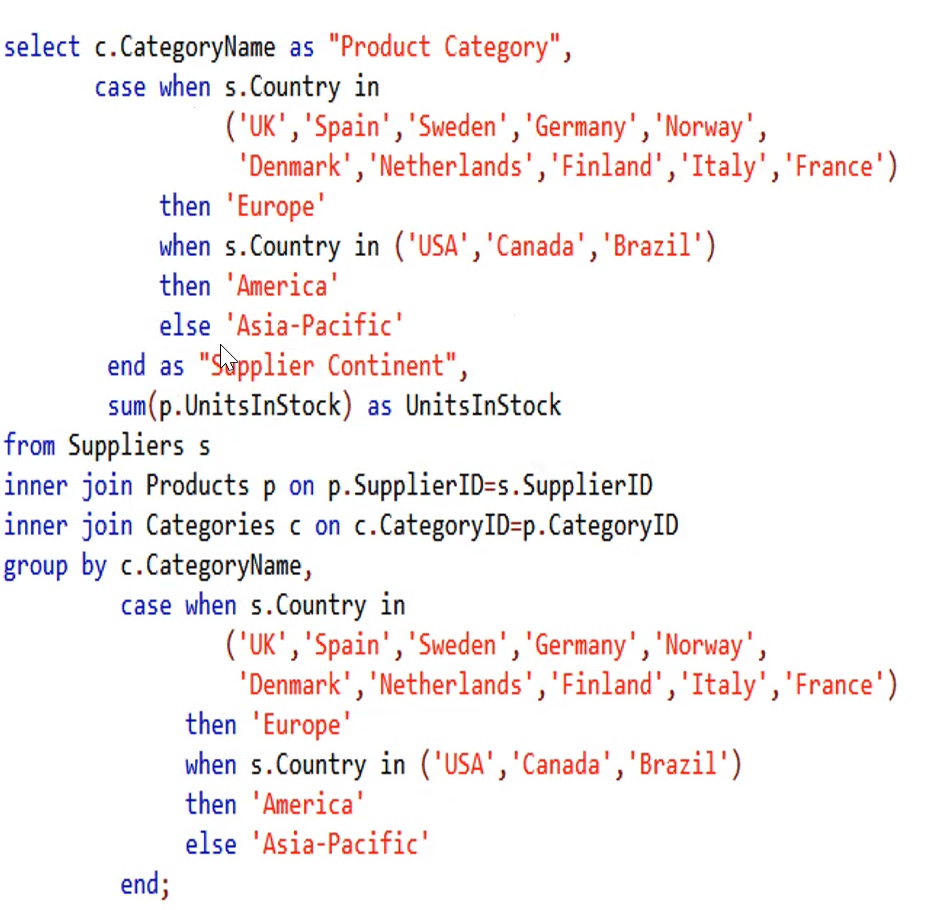 select c.CategoryName as "Product Category",
case when s.Country in
('UK','Spain','Sweden','Germany','Norway',
'Denmark','Netherlands','Finland','Italy','France')
then 'Europe'
when s.Country in ('USA','Canada','Brazil')
then 'America'
else 'Asia-Pacific'
end as "Supplier Continent",
sum(p.UnitsInStock) as UnitsInStock
from Suppliers s
inner join Products p on p.SupplierID=s.SupplierID
inner join Categories c on c.CategoryID=p.CategoryID
group by c.CategoryName,
case when s.Country in
('UK','Spain','Sweden','Germany','Norway',
'Denmark','Netherlands','Finland','Italy','France')
then 'Europe'
when s.Country in ('USA','Canada','Brazil')
then 'America'
else 'Asia-Pacific'
end;